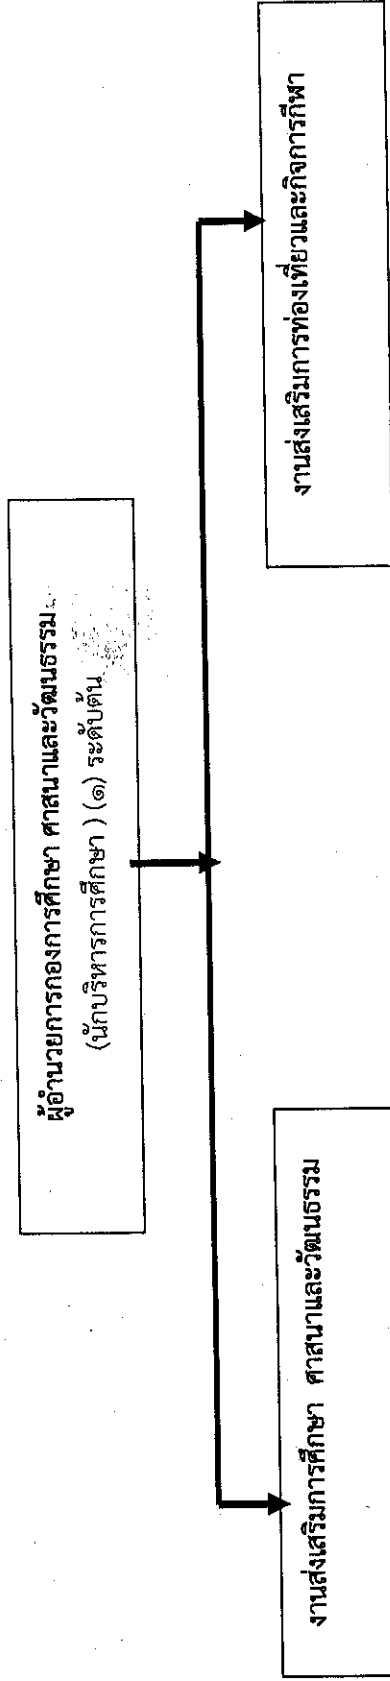 ผู้อำนวยการกองการศึกษา ศาสนาและวัฒนธรรม
(นักบริหารการศึกษา ) (๑) ระดับต้น
งานส่งเสริมการศึกษา ศาสนาและวัฒนธรรม
งานส่งเสริมการท่องเที่ยวและกิจการกีฬา